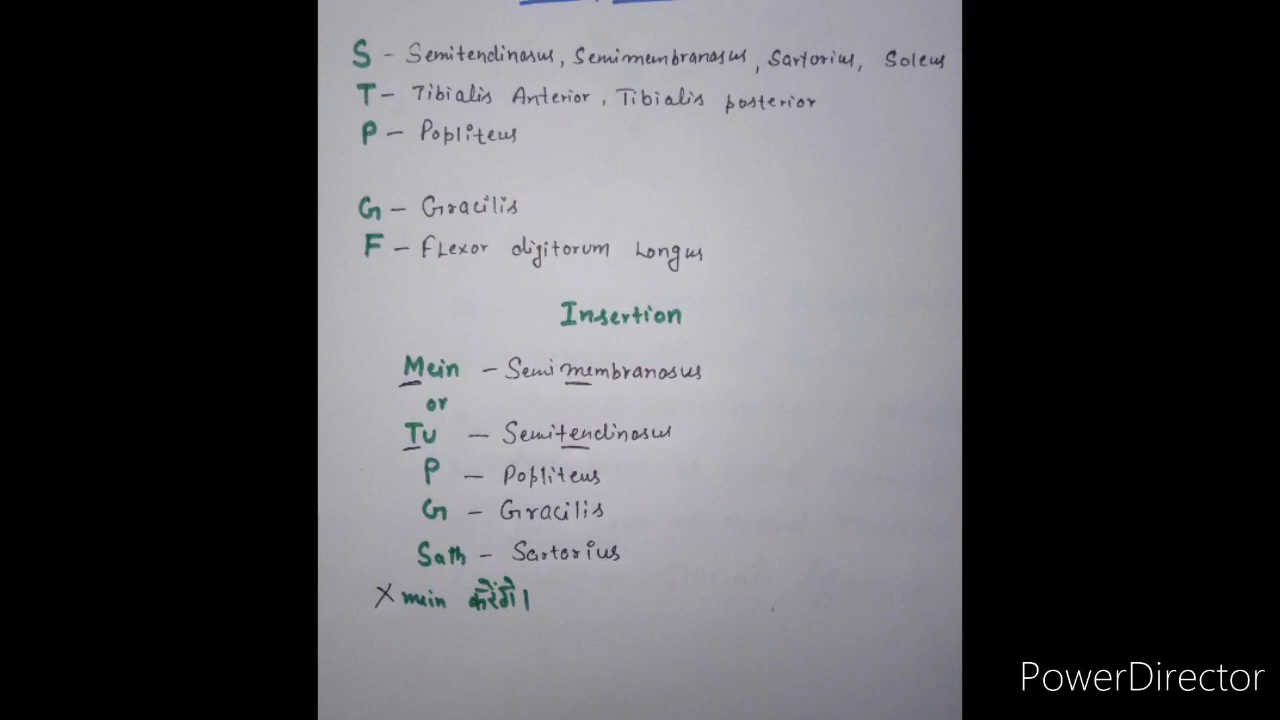 S - Semitendinosus, Semimembranosus, Sartorius, Soleus
T - Tibialis Anterior, Tibialis posterior
P - Popliteus
G - Gracilis
F - Flexor digitorum Longus
Insertion
Mein - Semimembranosus
or
Tu - Semitendinosus
P - Popliteus
G - Gracilis
Sath - Sartorius
X mein करेंगे।
PowerDirector